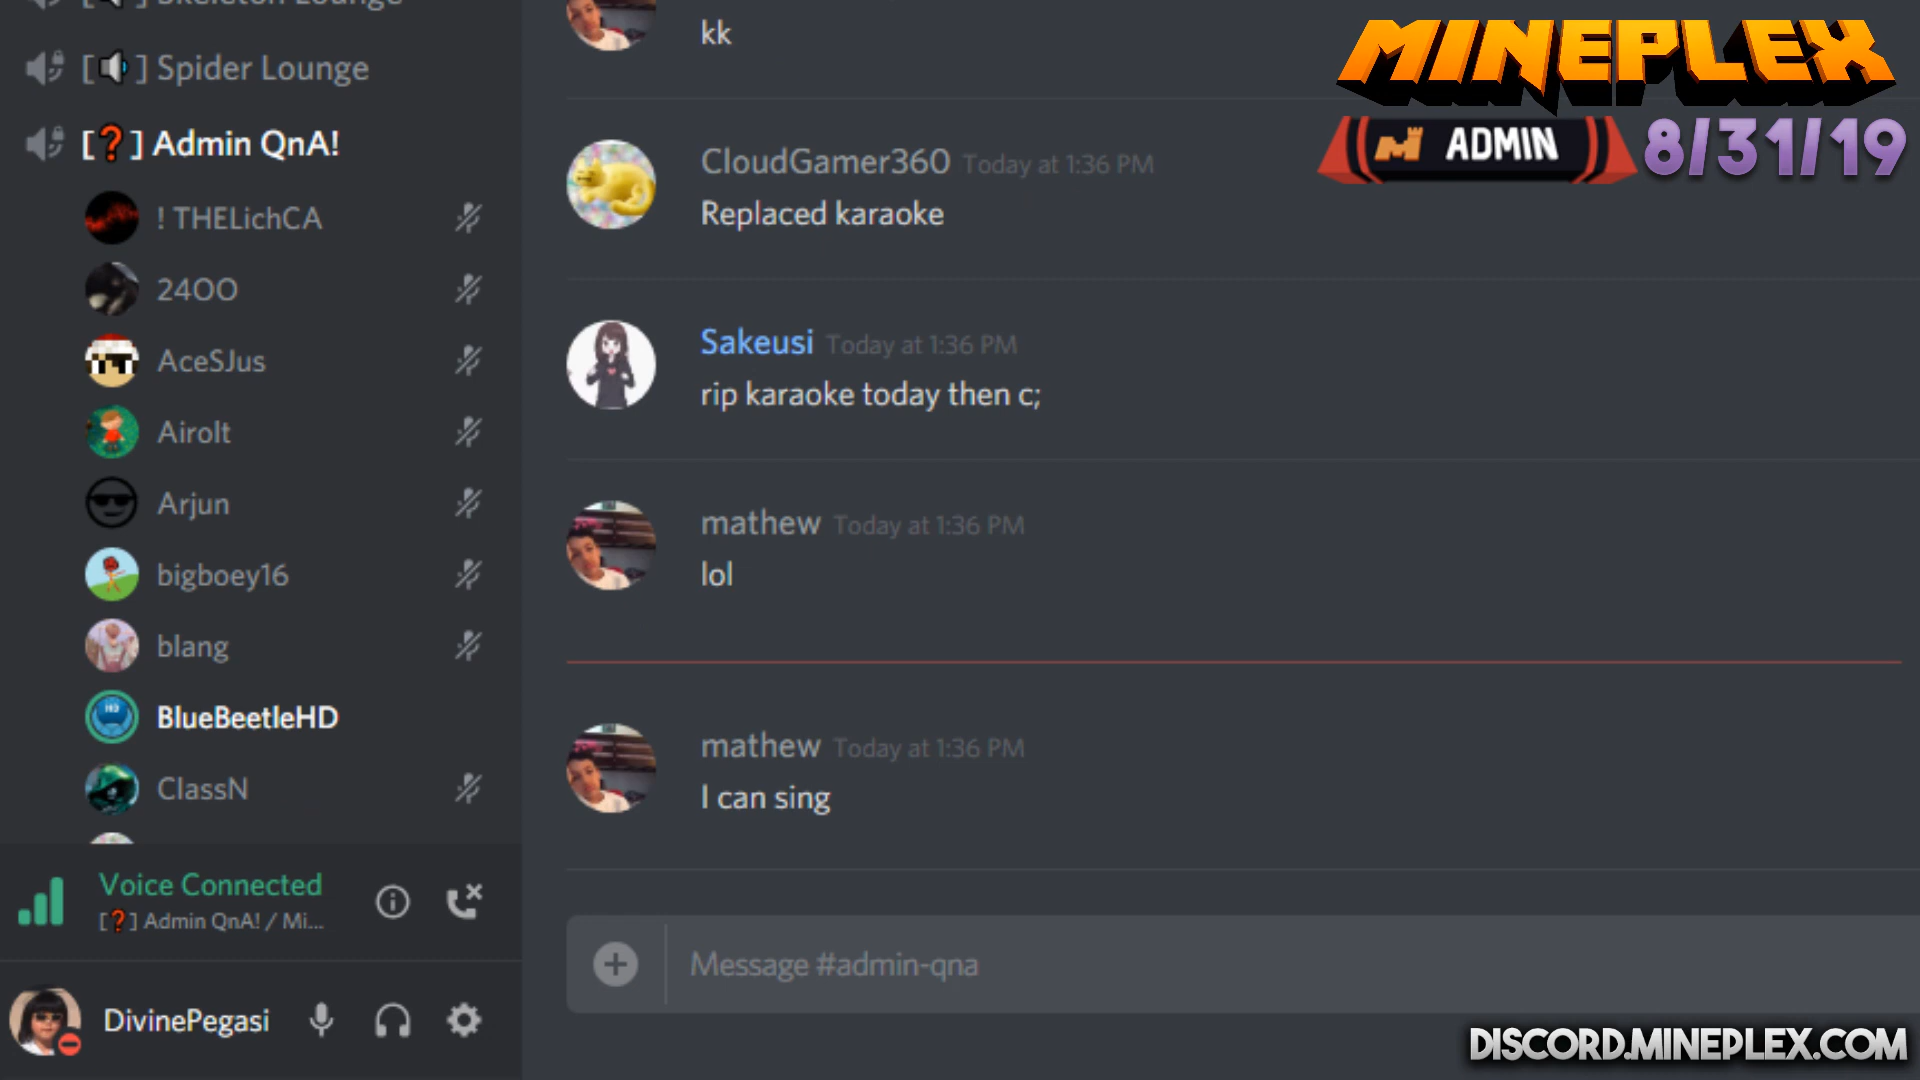 Skeleton Lounge
[ ] Spider Lounge
[❓] Admin QnA!
! THELichCA
24OO
AceSJus
Airolt
Arjun
bigboey16
blang
BlueBeetleHD
ClassN
Voice Connected
[❓] Admin QnA! / Mi...
DivinePegasi
kk
CloudGamer360 Today at 1:36 PM
Replaced karaoke
Sakeusi Today at 1:36 PM
rip karaoke today then c;
mathew Today at 1:36 PM
lol
mathew Today at 1:36 PM
I can sing
Message #admin-qna
MINEPLEX
ADMIN 8/31/19
DISCORD.MINEPLEX.COM